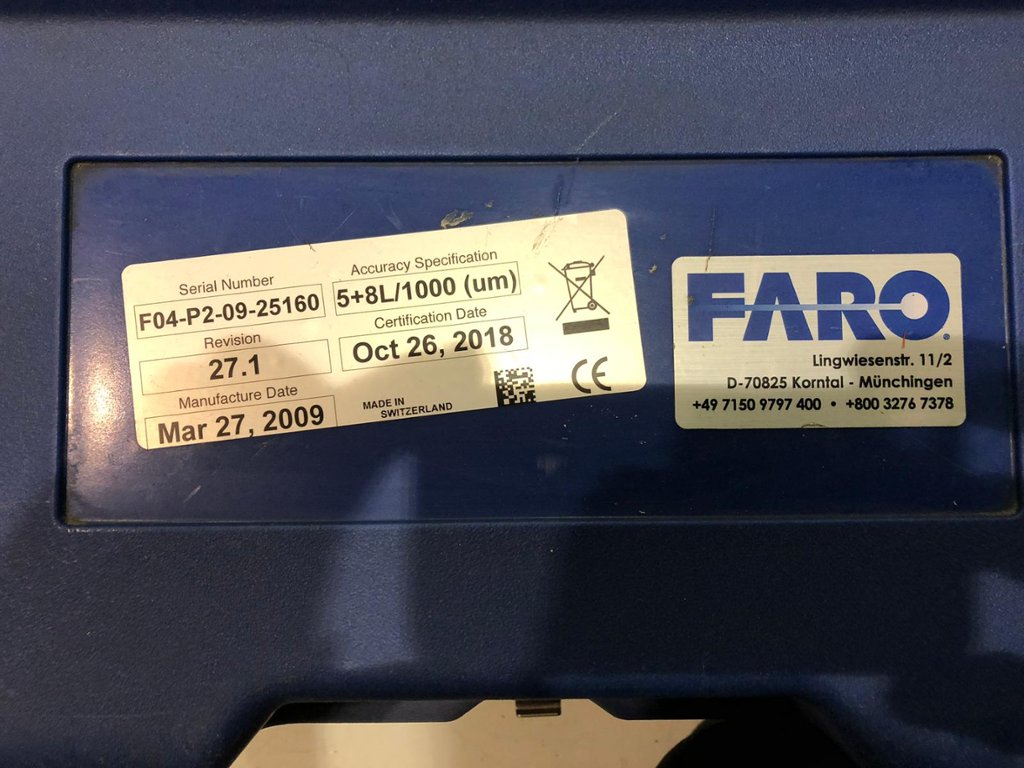 Serial Number
F04-P2-09-25160
Revision
27.1
Manufacture Date
Mar 27, 2009
Accuracy Specification
5+8L/1000 (um)
Certification Date
Oct 26, 2018
MADE IN
SWITZERLAND
CE
FARO®
Lingwiesenstr. 11/2
D-70825 Korntal - Münchingen
+49 7150 9797 400 • +800 3276 7378